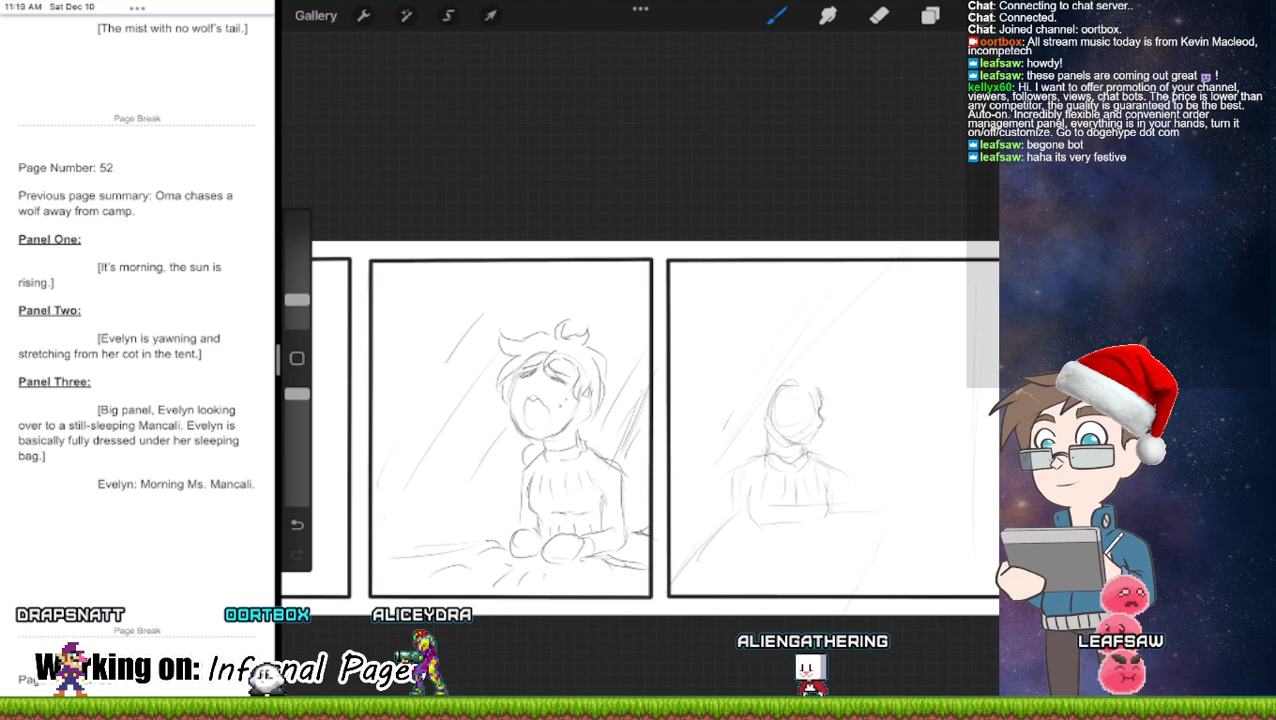 11:19 AM Sat Dec 10
[The mist with no wolf's tail.]
Page Break
Page Number: 52
Previous page summary: Oma chases a
wolf away from camp.
Panel One:
[It's morning, the sun is
rising.]
Panel Two:
[Evelyn is yawning and
stretching from her cot in the tent.]
Panel Three:
[Big panel, Evelyn looking
over to a still-sleeping Mancali. Evelyn is
basically fully dressed under her sleeping
bag.]
Evelyn: Morning Ms. Mancali.
Page Break
Gallery
Chat: Connecting to chat server..
Chat: Connected.
Chat: Joined channel: oortbox.
oortbox: All stream music today is from Kevin Macleod,
incompetech
leafsaw: howdy!
leafsaw: these panels are coming out great !
kellyx60: Hi. I want to offer promotion of your channel,
viewers, followers, views, chat bots. The price is lower than
any competitor, the quality is guaranteed to be the best.
Auto-on. Incredibly flexible and convenient order
management panel, everything is in your hands, turn it
on/off/customize. Go to dogehype dot com
leafsaw: begone bot
leafsaw: haha its very festive
DRAPSNATT
OORTBOX
ALICEYDRA
ALIENGATHERING
LEAFSAW
Working on: Infernal Page